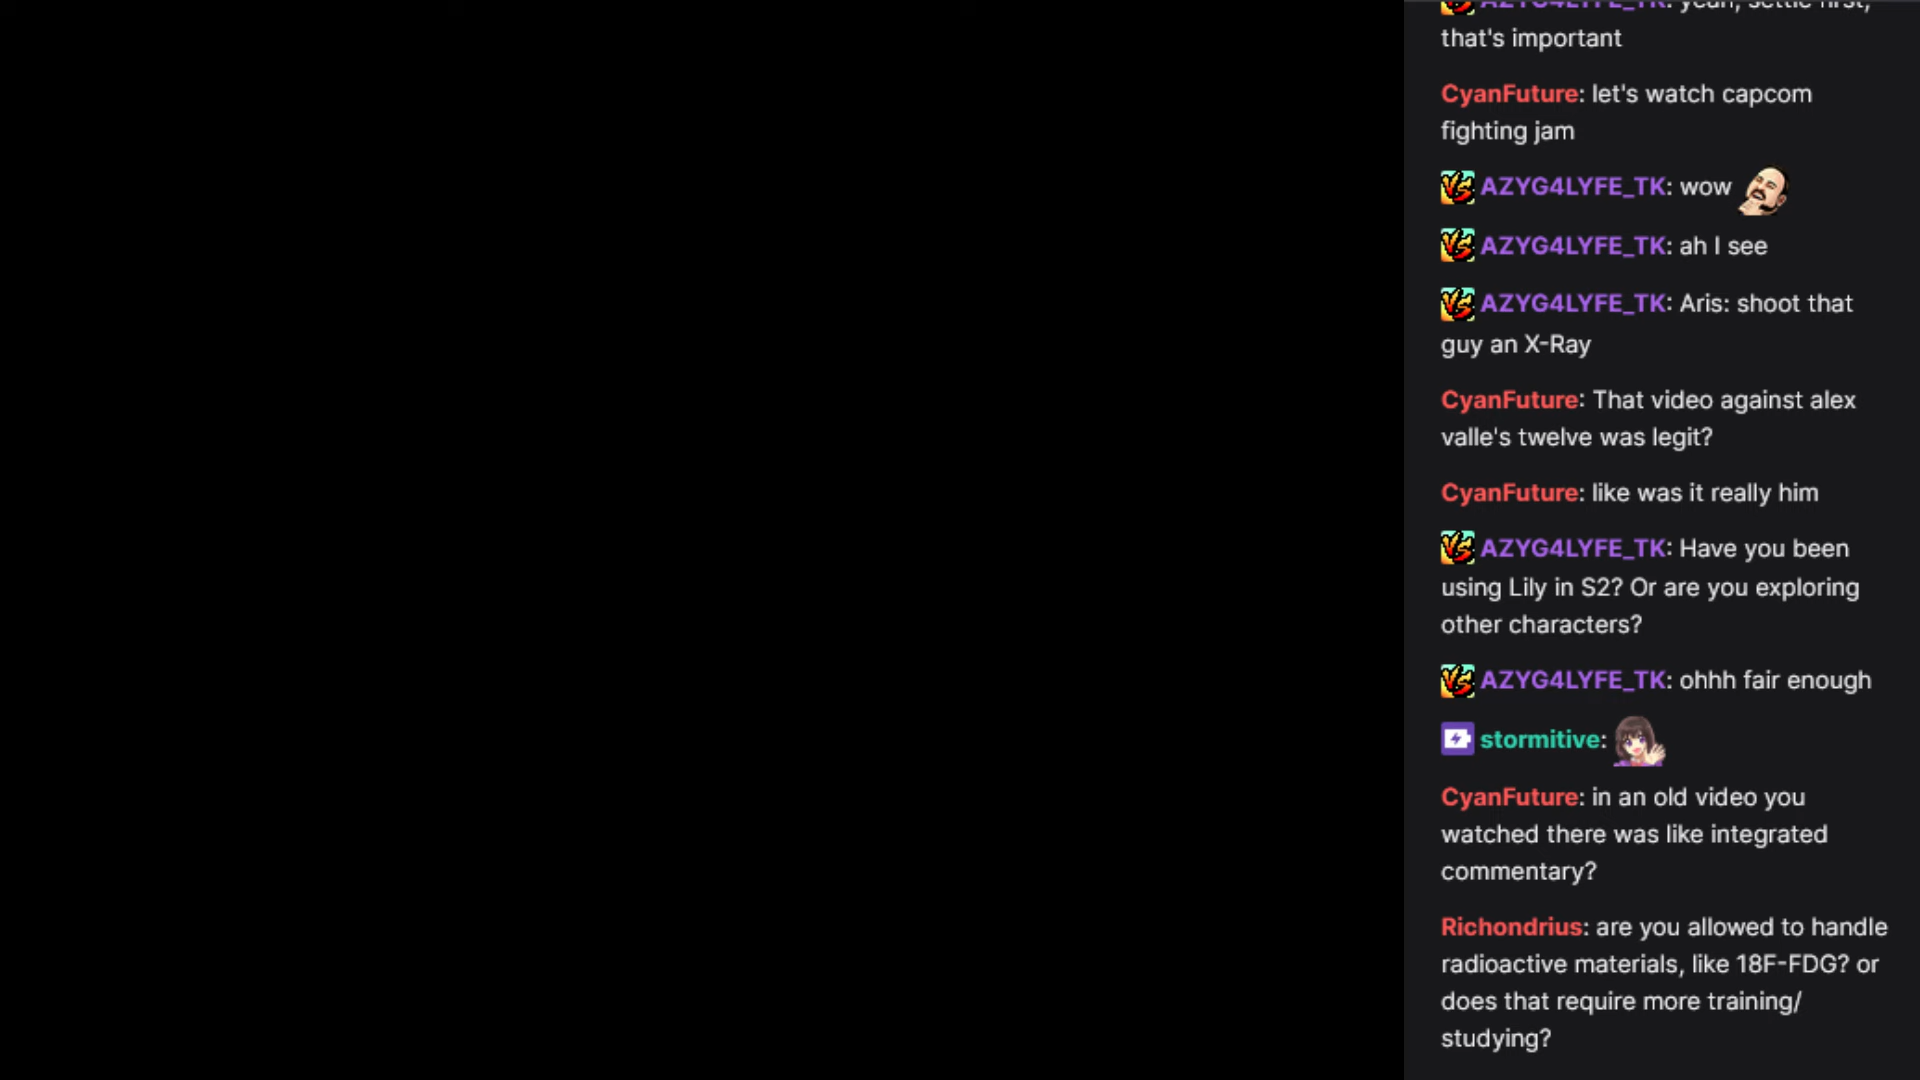 AZYG4LYFE_TK: yeah, settle first,
that's important
CyanFuture: let's watch capcom
fighting jam
AZYG4LYFE_TK: wow
AZYG4LYFE_TK: ah I see
AZYG4LYFE_TK: Aris: shoot that
guy an X-Ray
CyanFuture: That video against alex
valle's twelve was legit?
CyanFuture: like was it really him
AZYG4LYFE_TK: Have you been
using Lily in S2? Or are you exploring
other characters?
AZYG4LYFE_TK: ohhh fair enough
stormitive:
CyanFuture: in an old video you
watched there was like integrated
commentary?
Richondrius: are you allowed to handle
radioactive materials, like 18F-FDG? or
does that require more training/
studying?